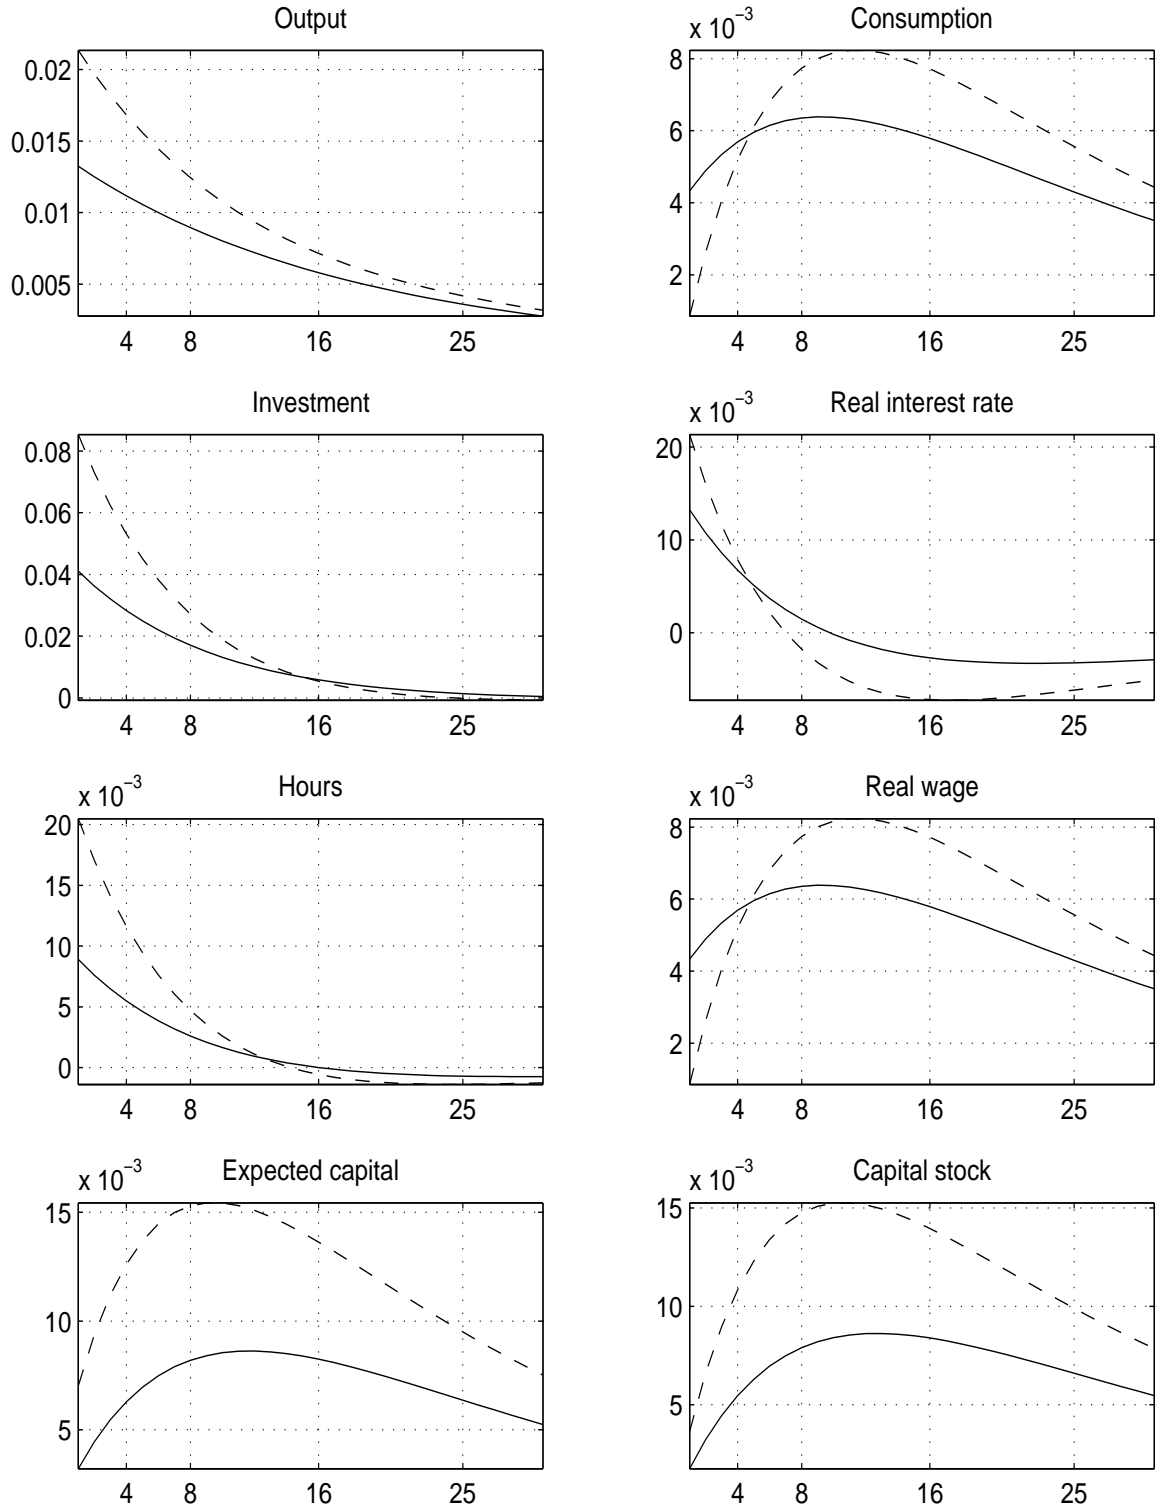 Output
0.02
0.015
0.01
0.005
4 8 16 25
Consumption
x 10−3
8
6
4
2
4 8 16 25
Investment
0.08
0.06
0.04
0.02
0
4 8 16 25
Real interest rate
x 10−3
20
10
0
4 8 16 25
Hours
x 10−3
20
15
10
5
0
4 8 16 25
Real wage
x 10−3
8
6
4
2
4 8 16 25
Expected capital
x 10−3
15
10
5
4 8 16 25
Capital stock
x 10−3
15
10
5
4 8 16 25